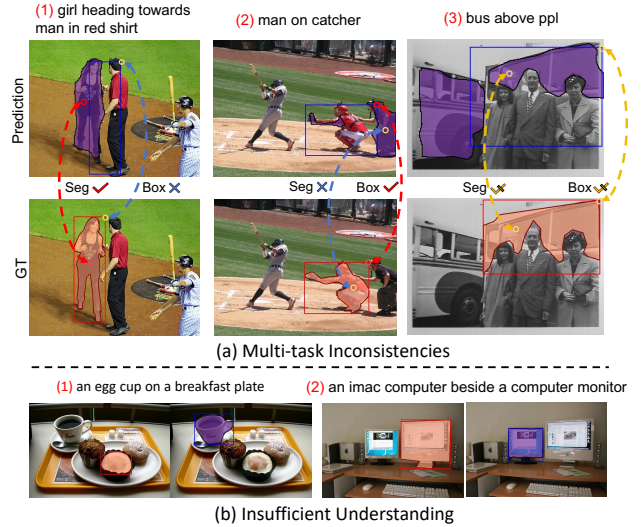 (1) girl heading towards
man in red shirt
(2) man on catcher
(3) bus above ppl
Prediction
Seg ✓ Box ✗ Seg ✗ Box ✓ Seg Box
GT
(a) Multi-task Inconsistencies
(1) an egg cup on a breakfast plate (2) an imac computer beside a computer monitor
(b) Insufficient Understanding